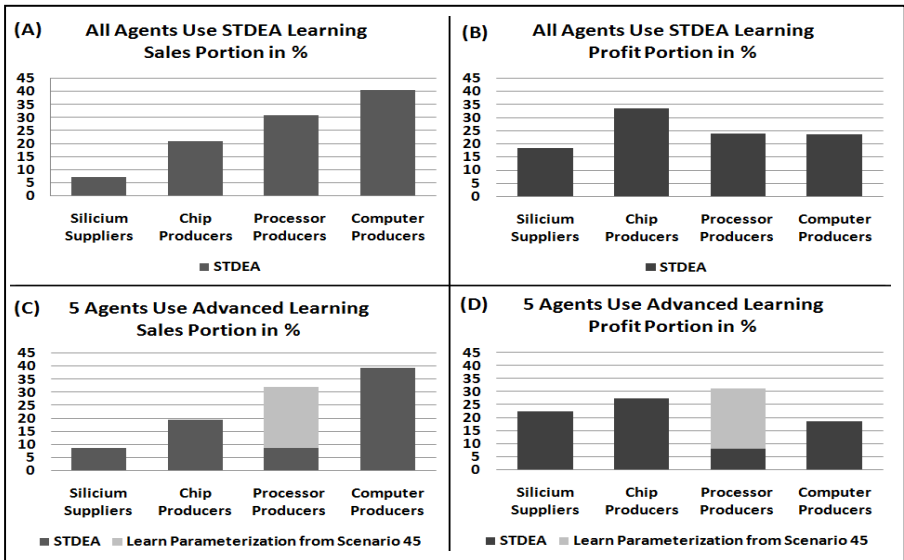 (A) All Agents Use STDEA Learning
Sales Portion in %
45
40
35
30
25
20
15
10
5
0
Silicium Suppliers
Chip Producers
Processor Producers
Computer Producers
STDEA
(B) All Agents Use STDEA Learning
Profit Portion in %
45
40
35
30
25
20
15
10
5
0
Silicium Suppliers
Chip Producers
Processor Producers
Computer Producers
STDEA
(C) 5 Agents Use Advanced Learning
Sales Portion in %
45
40
35
30
25
20
15
10
5
0
Silicium Suppliers
Chip Producers
Processor Producers
Computer Producers
STDEA Learn Parameterization from Scenario 45
(D) 5 Agents Use Advanced Learning
Profit Portion in %
45
40
35
30
25
20
15
10
5
0
Silicium Suppliers
Chip Producers
Processor Producers
Computer Producers
STDEA Learn Parameterization from Scenario 45